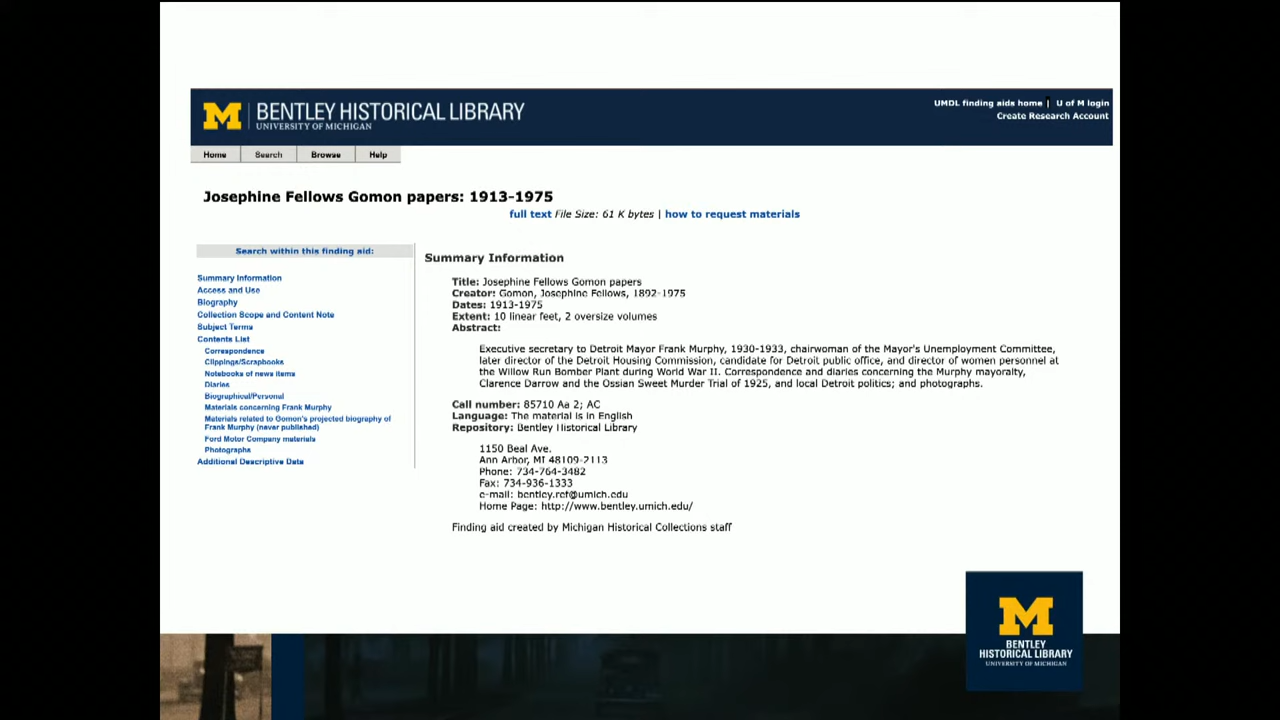 M BENTLEY HISTORICAL LIBRARY
UNIVERSITY OF MICHIGAN
UMDL finding aids home | U of M login
Create Research Account
Home Search Browse Help
Josephine Fellows Gomon papers: 1913-1975
full text File Size: 61 K bytes | how to request materials
Search within this finding aid:
Summary Information
Access and Use
Biography
Collection Scope and Content Note
Subject Terms
Contents List
Correspondence
Clippings/Scrapbooks
Notebooks of news items
Diaries
Biographical/Personal
Materials concerning Frank Murphy
Materials related to Gomon's projected biography of
Frank Murphy (never published)
Ford Motor Company materials
Photographs
Additional Descriptive Data
Summary Information
Title: Josephine Fellows Gomon papers
Creator: Gomon, Josephine Fellows, 1892-1975
Dates: 1913-1975
Extent: 10 linear feet, 2 oversize volumes
Abstract:
Executive secretary to Detroit Mayor Frank Murphy, 1930-1933, chairwoman of the Mayor's Unemployment Committee,
later director of the Detroit Housing Commission, candidate for Detroit public office, and director of women personnel at
the Willow Run Bomber Plant during World War II. Correspondence and diaries concerning the Murphy mayoralty,
Clarence Darrow and the Ossian Sweet Murder Trial of 1925, and local Detroit politics; and photographs.
Call number: 85710 Aa 2; AC
Language: The material is in English
Repository: Bentley Historical Library
1150 Beal Ave.
Ann Arbor, MI 48109-2113
Phone: 734-764-3482
Fax: 734-936-1333
e-mail: bentley.ref@umich.edu
Home Page: http://www.bentley.umich.edu/
Finding aid created by Michigan Historical Collections staff
M
BENTLEY
HISTORICAL LIBRARY
UNIVERSITY OF MICHIGAN